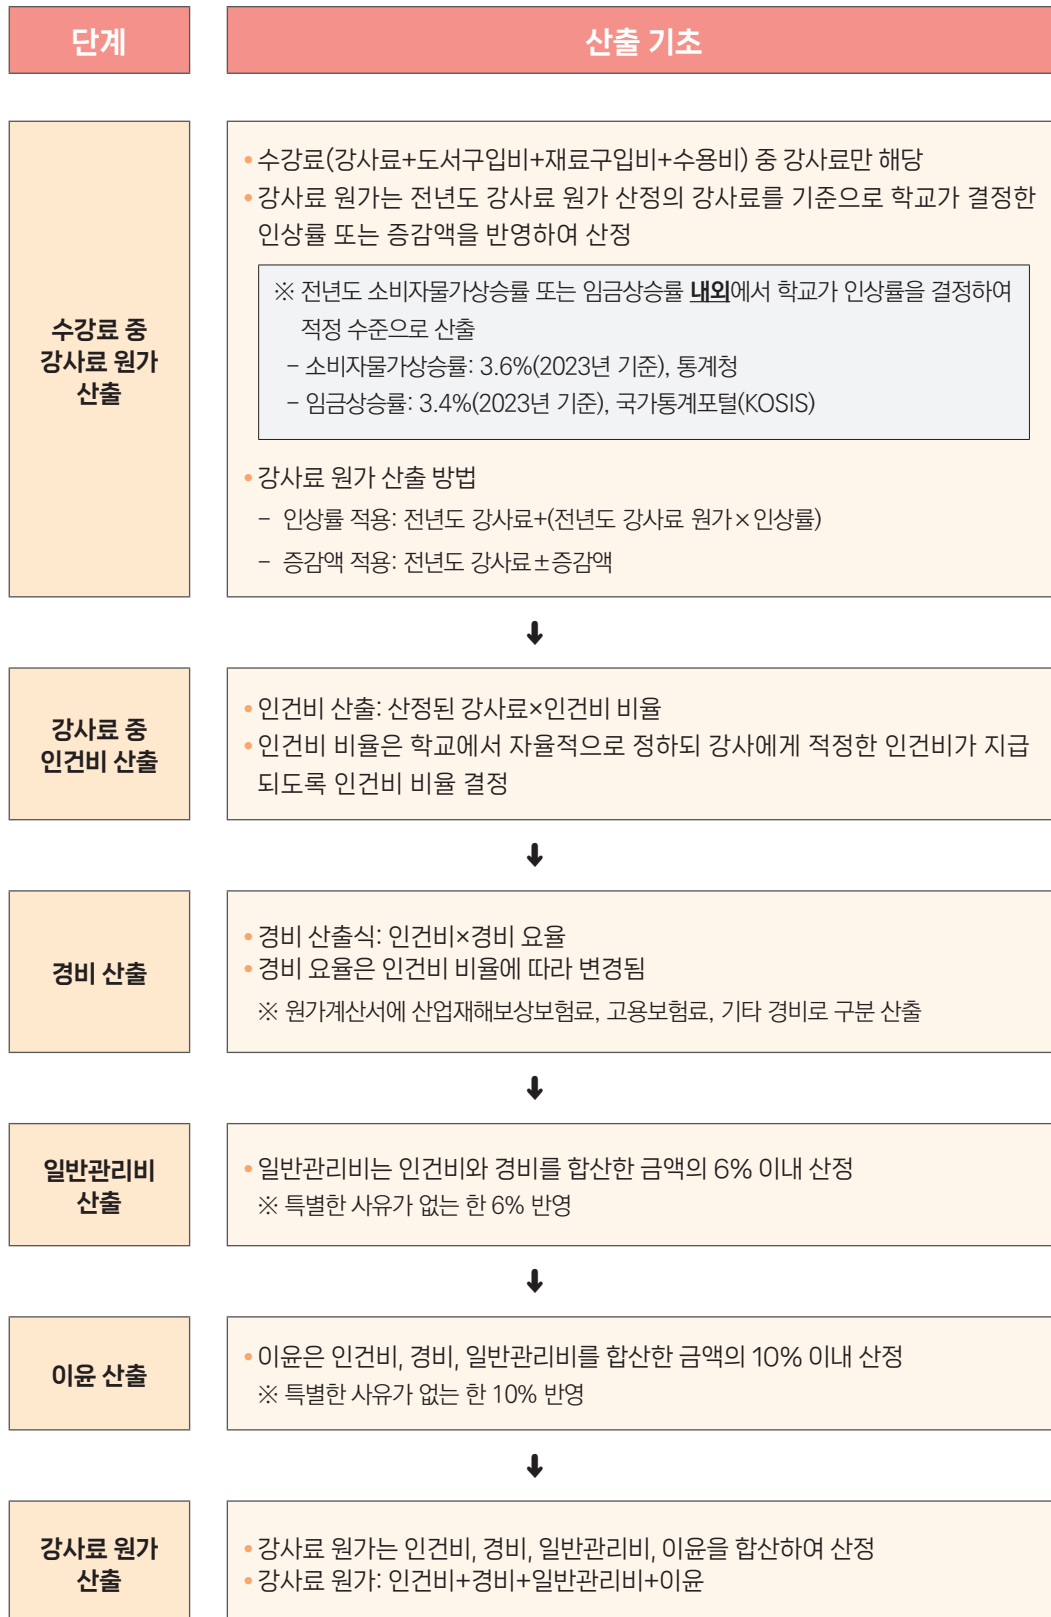 단계
산출 기초
수강료 중
강사료 원가
산출
• 수강료(강사료+도서구입비+재료구입비+수용비) 중 강사료만 해당
• 강사료 원가는 전년도 강사료 원가 산정의 강사료를 기준으로 학교가 결정한
인상률 또는 증감액을 반영하여 산정
※ 전년도 소비자물가상승률 또는 임금상승률 내외에서 학교가 인상률을 결정하여
적정 수준으로 산출
- 소비자물가상승률: 3.6%(2023년 기준), 통계청
- 임금상승률: 3.4%(2023년 기준), 국가통계포털(KOSIS)
• 강사료 원가 산출 방법
- 인상률 적용: 전년도 강사료+(전년도 강사료 원가×인상률)
- 증감액 적용: 전년도 강사료±증감액
강사료 중
인건비 산출
• 인건비 산출: 산정된 강사료×인건비 비율
• 인건비 비율은 학교에서 자율적으로 정하되 강사에게 적정한 인건비가 지급
되도록 인건비 비율 결정
경비 산출
• 경비 산출식: 인건비×경비 요율
• 경비 요율은 인건비 비율에 따라 변경됨
※ 원가계산서에 산업재해보상보험료, 고용보험료, 기타 경비로 구분 산출
일반관리비
산출
• 일반관리비는 인건비와 경비를 합산한 금액의 6% 이내 산정
※ 특별한 사유가 없는 한 6% 반영
이윤 산출
• 이윤은 인건비, 경비, 일반관리비를 합산한 금액의 10% 이내 산정
※ 특별한 사유가 없는 한 10% 반영
강사료 원가
산출
• 강사료 원가는 인건비, 경비, 일반관리비, 이윤을 합산하여 산정
• 강사료 원가: 인건비+경비+일반관리비+이윤